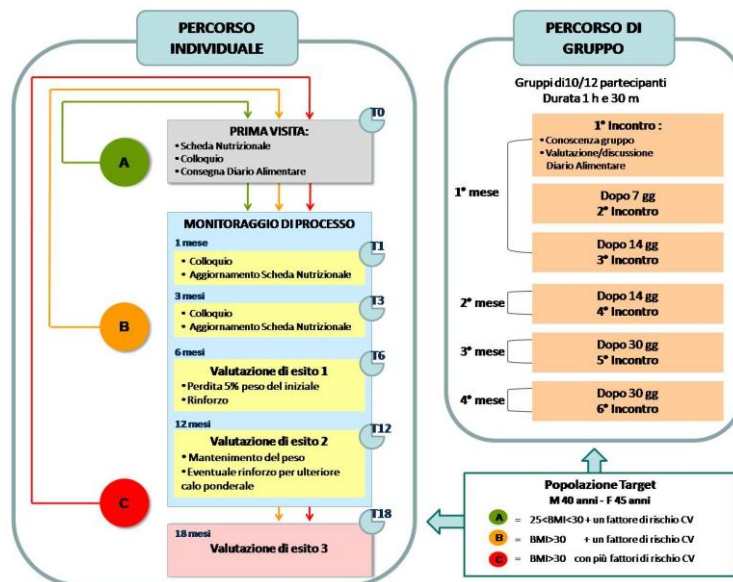 PERCORSO
INDIVIDUALE
T0
PRIMA VISITA:
• Scheda Nutrizionale
• Colloquio
• Consegna Diario Alimentare
A
MONITORAGGIO DI PROCESSO
1 mese
T1
• Colloquio
• Aggiornamento Scheda Nutrizionale
3 mesi
T3
• Colloquio
• Aggiornamento Scheda Nutrizionale
B
6 mesi
T6
Valutazione di esito 1
• Perdita 5% peso del iniziale
• Rinforzo
12 mesi
T12
Valutazione di esito 2
• Mantenimento del peso
• Eventuale rinforzo per ulteriore
calo ponderale
C
T18
18 mesi
Valutazione di esito 3
PERCORSO DI
GRUPPO
Gruppi di10/12 partecipanti
Durata 1 h e 30 m
1° mese
1° Incontro :
• Conoscenza gruppo
• Valutazione/discussione
Diario Alimentare
Dopo 7 gg
2° Incontro
Dopo 14 gg
3° Incontro
2° mese
Dopo 14 gg
4° Incontro
3° mese
Dopo 30 gg
5° Incontro
4° mese
Dopo 30 gg
6° Incontro
Popolazione Target
M 40 anni - F 45 anni
A = 25<BMI<30 + un fattore di rischio CV
B = BMI>30 + un fattore di rischio CV
C = BMI>30 con più fattori di rischio CV